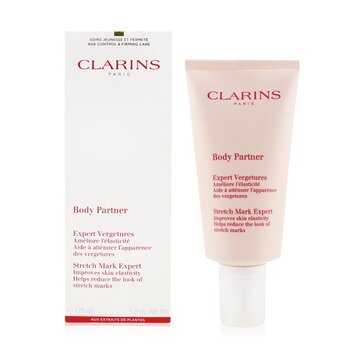 SOINS JEUNESSE ET FERMETÉ
AGE CONTROL & FIRMING CARE
CLARINS
PARIS
Body Partner
Expert Vergetures
Améliore l'élasticité
Aide à atténuer l'apparence
des vergetures
Stretch Mark Expert
Improves skin elasticity
Helps reduce the look of
stretch marks
175 mL
AUX EXTRAITS DE PLANTES
CLARINS
PARIS
Body Partner
Expert Vergetures
Améliore l'élasticité
Aide à atténuer l'apparence
des vergetures
Stretch Mark Expert
Improves skin elasticity
Helps reduce the look of
stretch marks